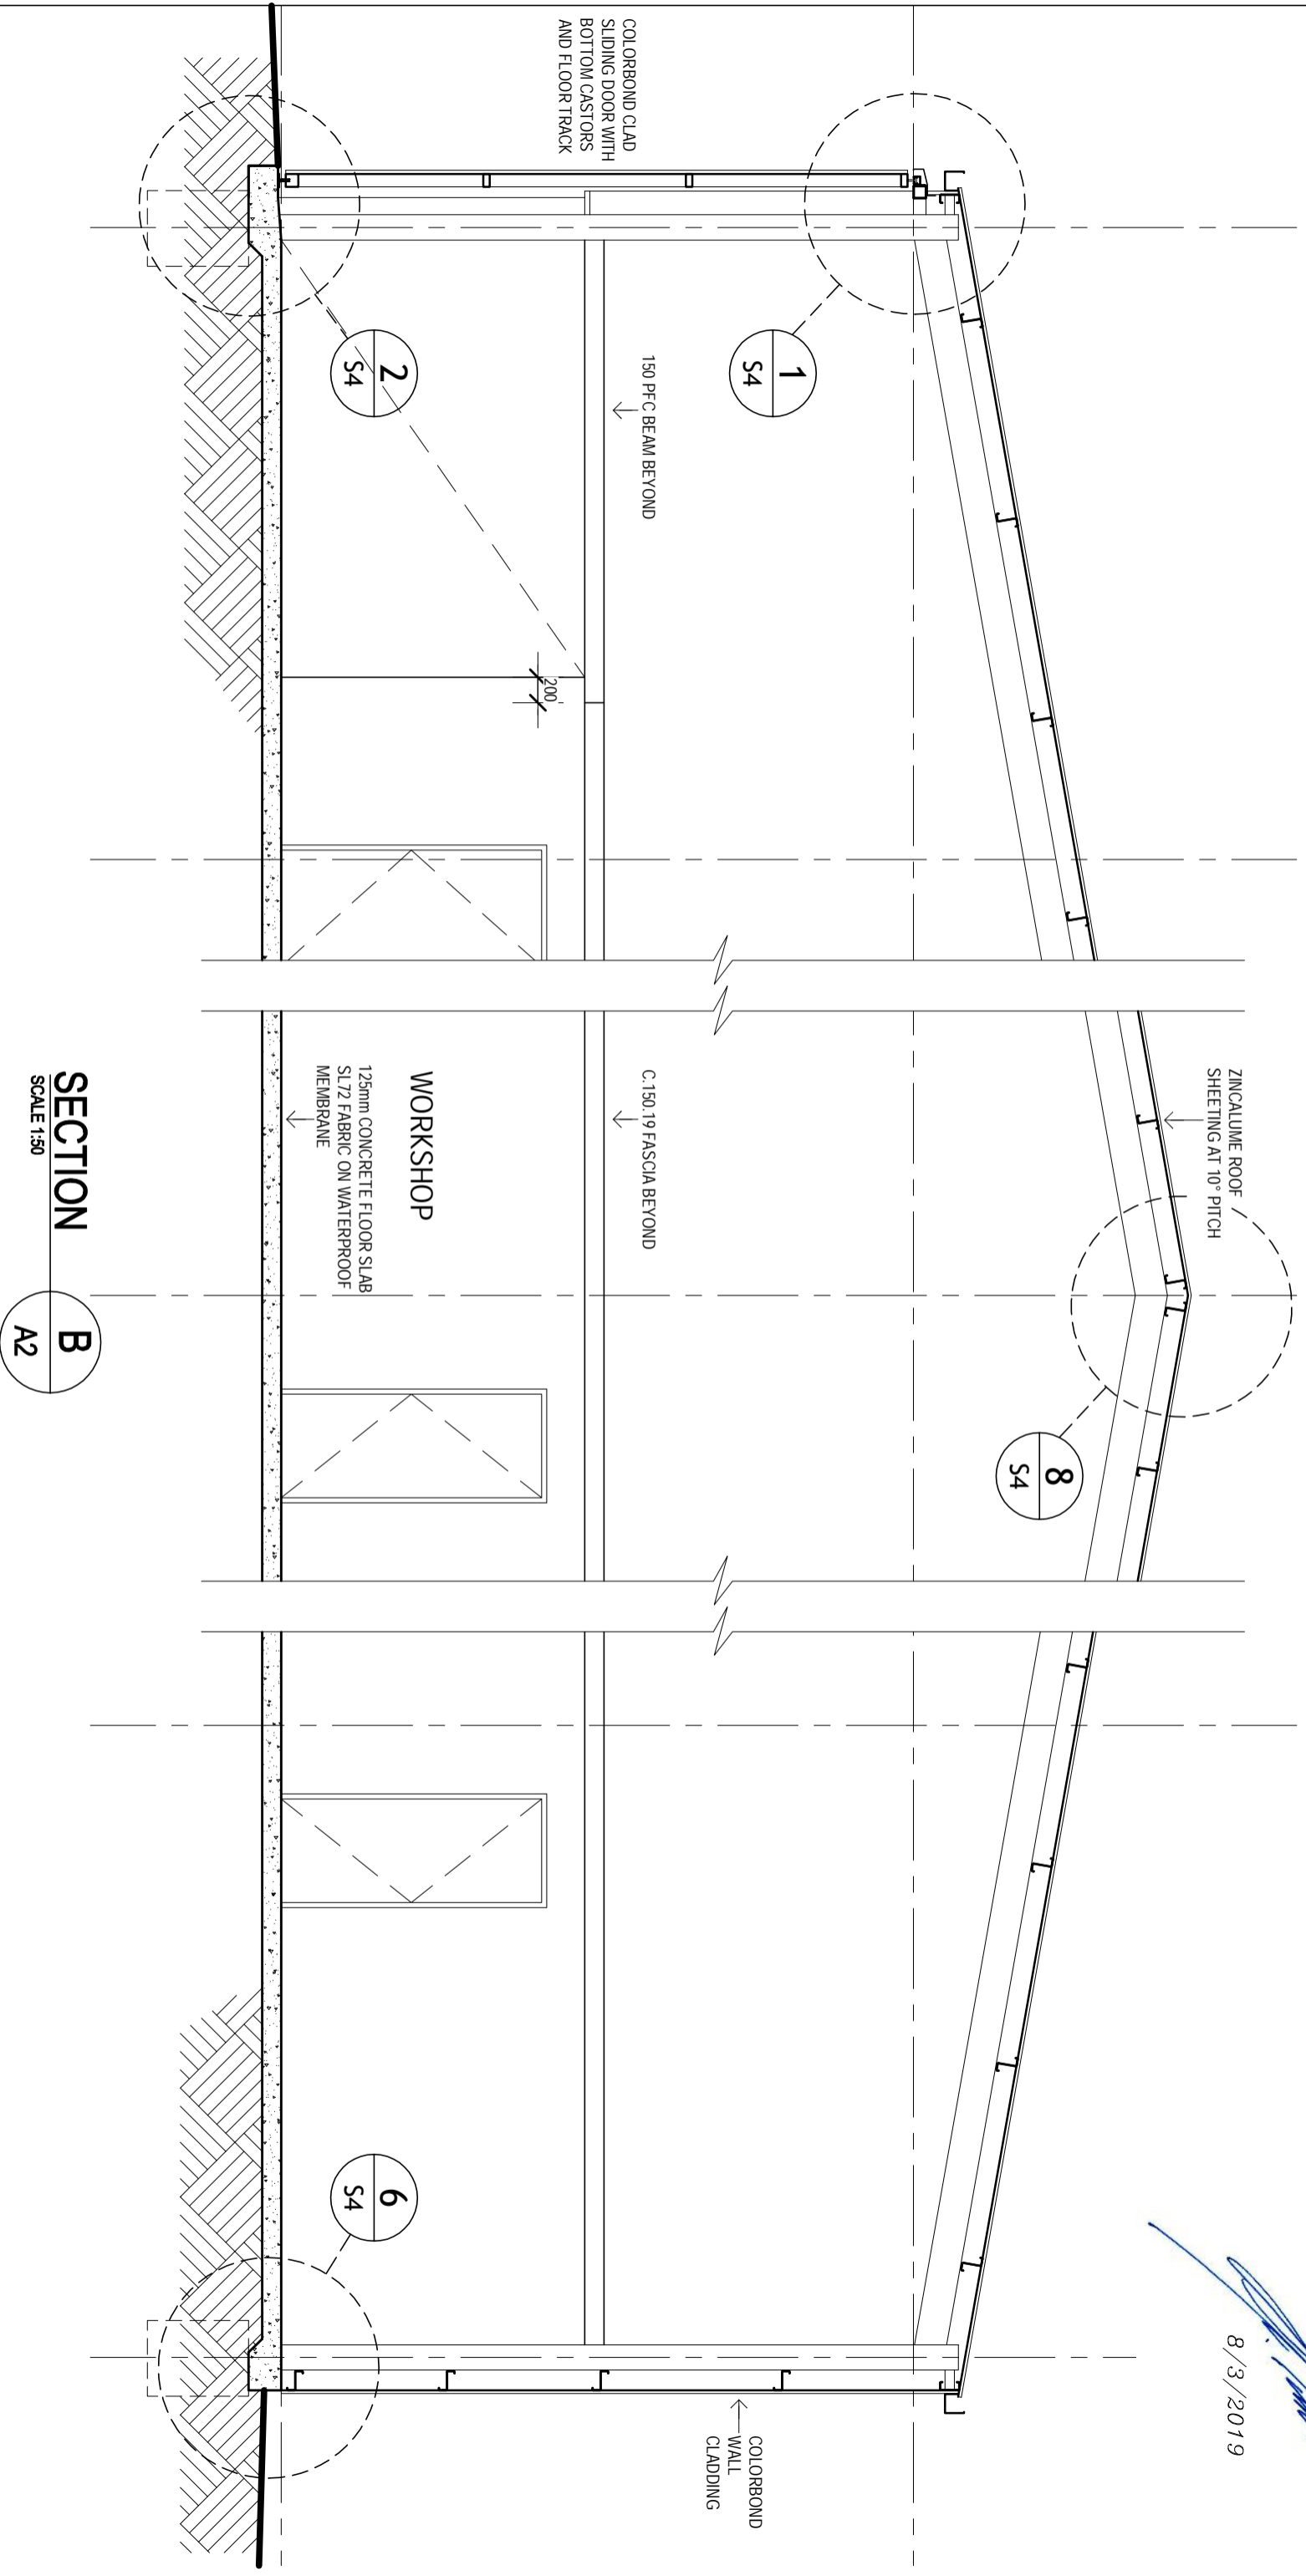 ZINCALUME ROOF
SHEETING AT 10° PITCH
8/3/2019
8
S4
1
S4
COLORBOND CLAD
SLIDING DOOR WITH
BOTTOM CASTORS
AND FLOOR TRACK
150 PFC BEAM BEYOND
C.150.19 FASCIA BEYOND
COLORBOND
WALL
CLADDING
200
2
S4
WORKSHOP
125mm CONCRETE FLOOR SLAB
SL72 FABRIC ON WATERPROOF
MEMBRANE
6
S4
SECTION
SCALE 1:50
B
A2